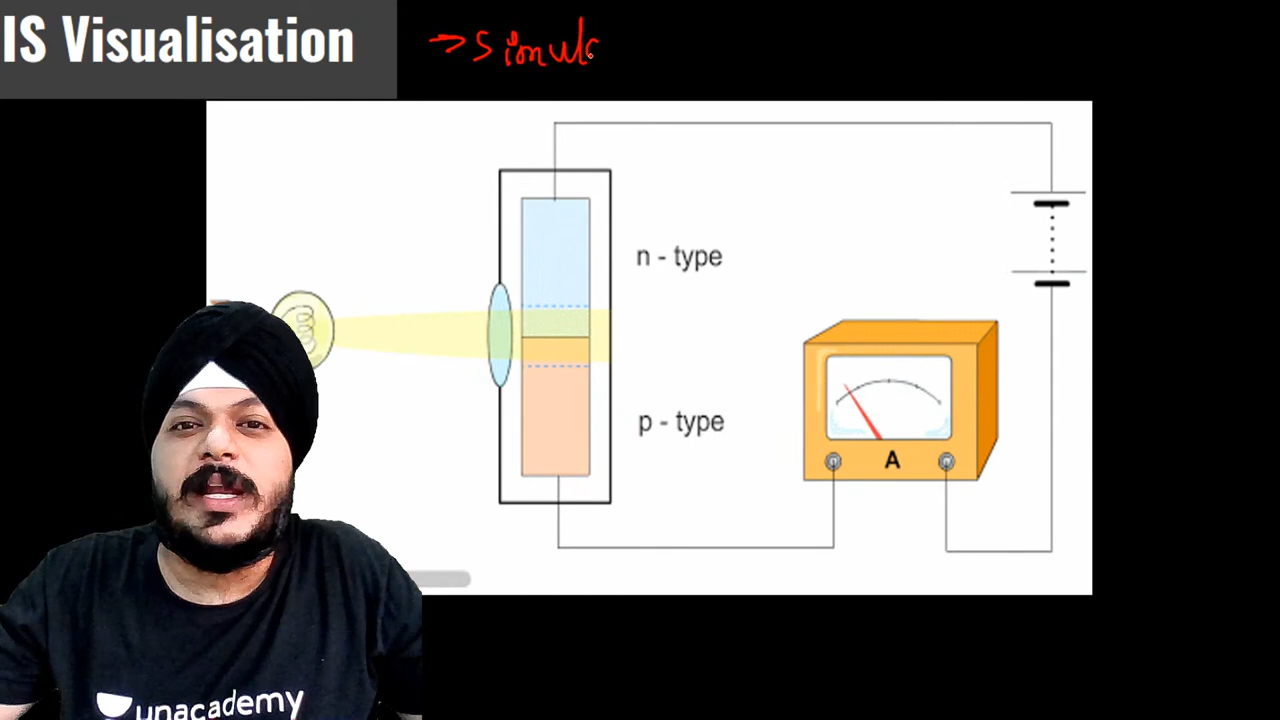 IS Visualisation
→ Simula
n - type
p - type
A
unacademy